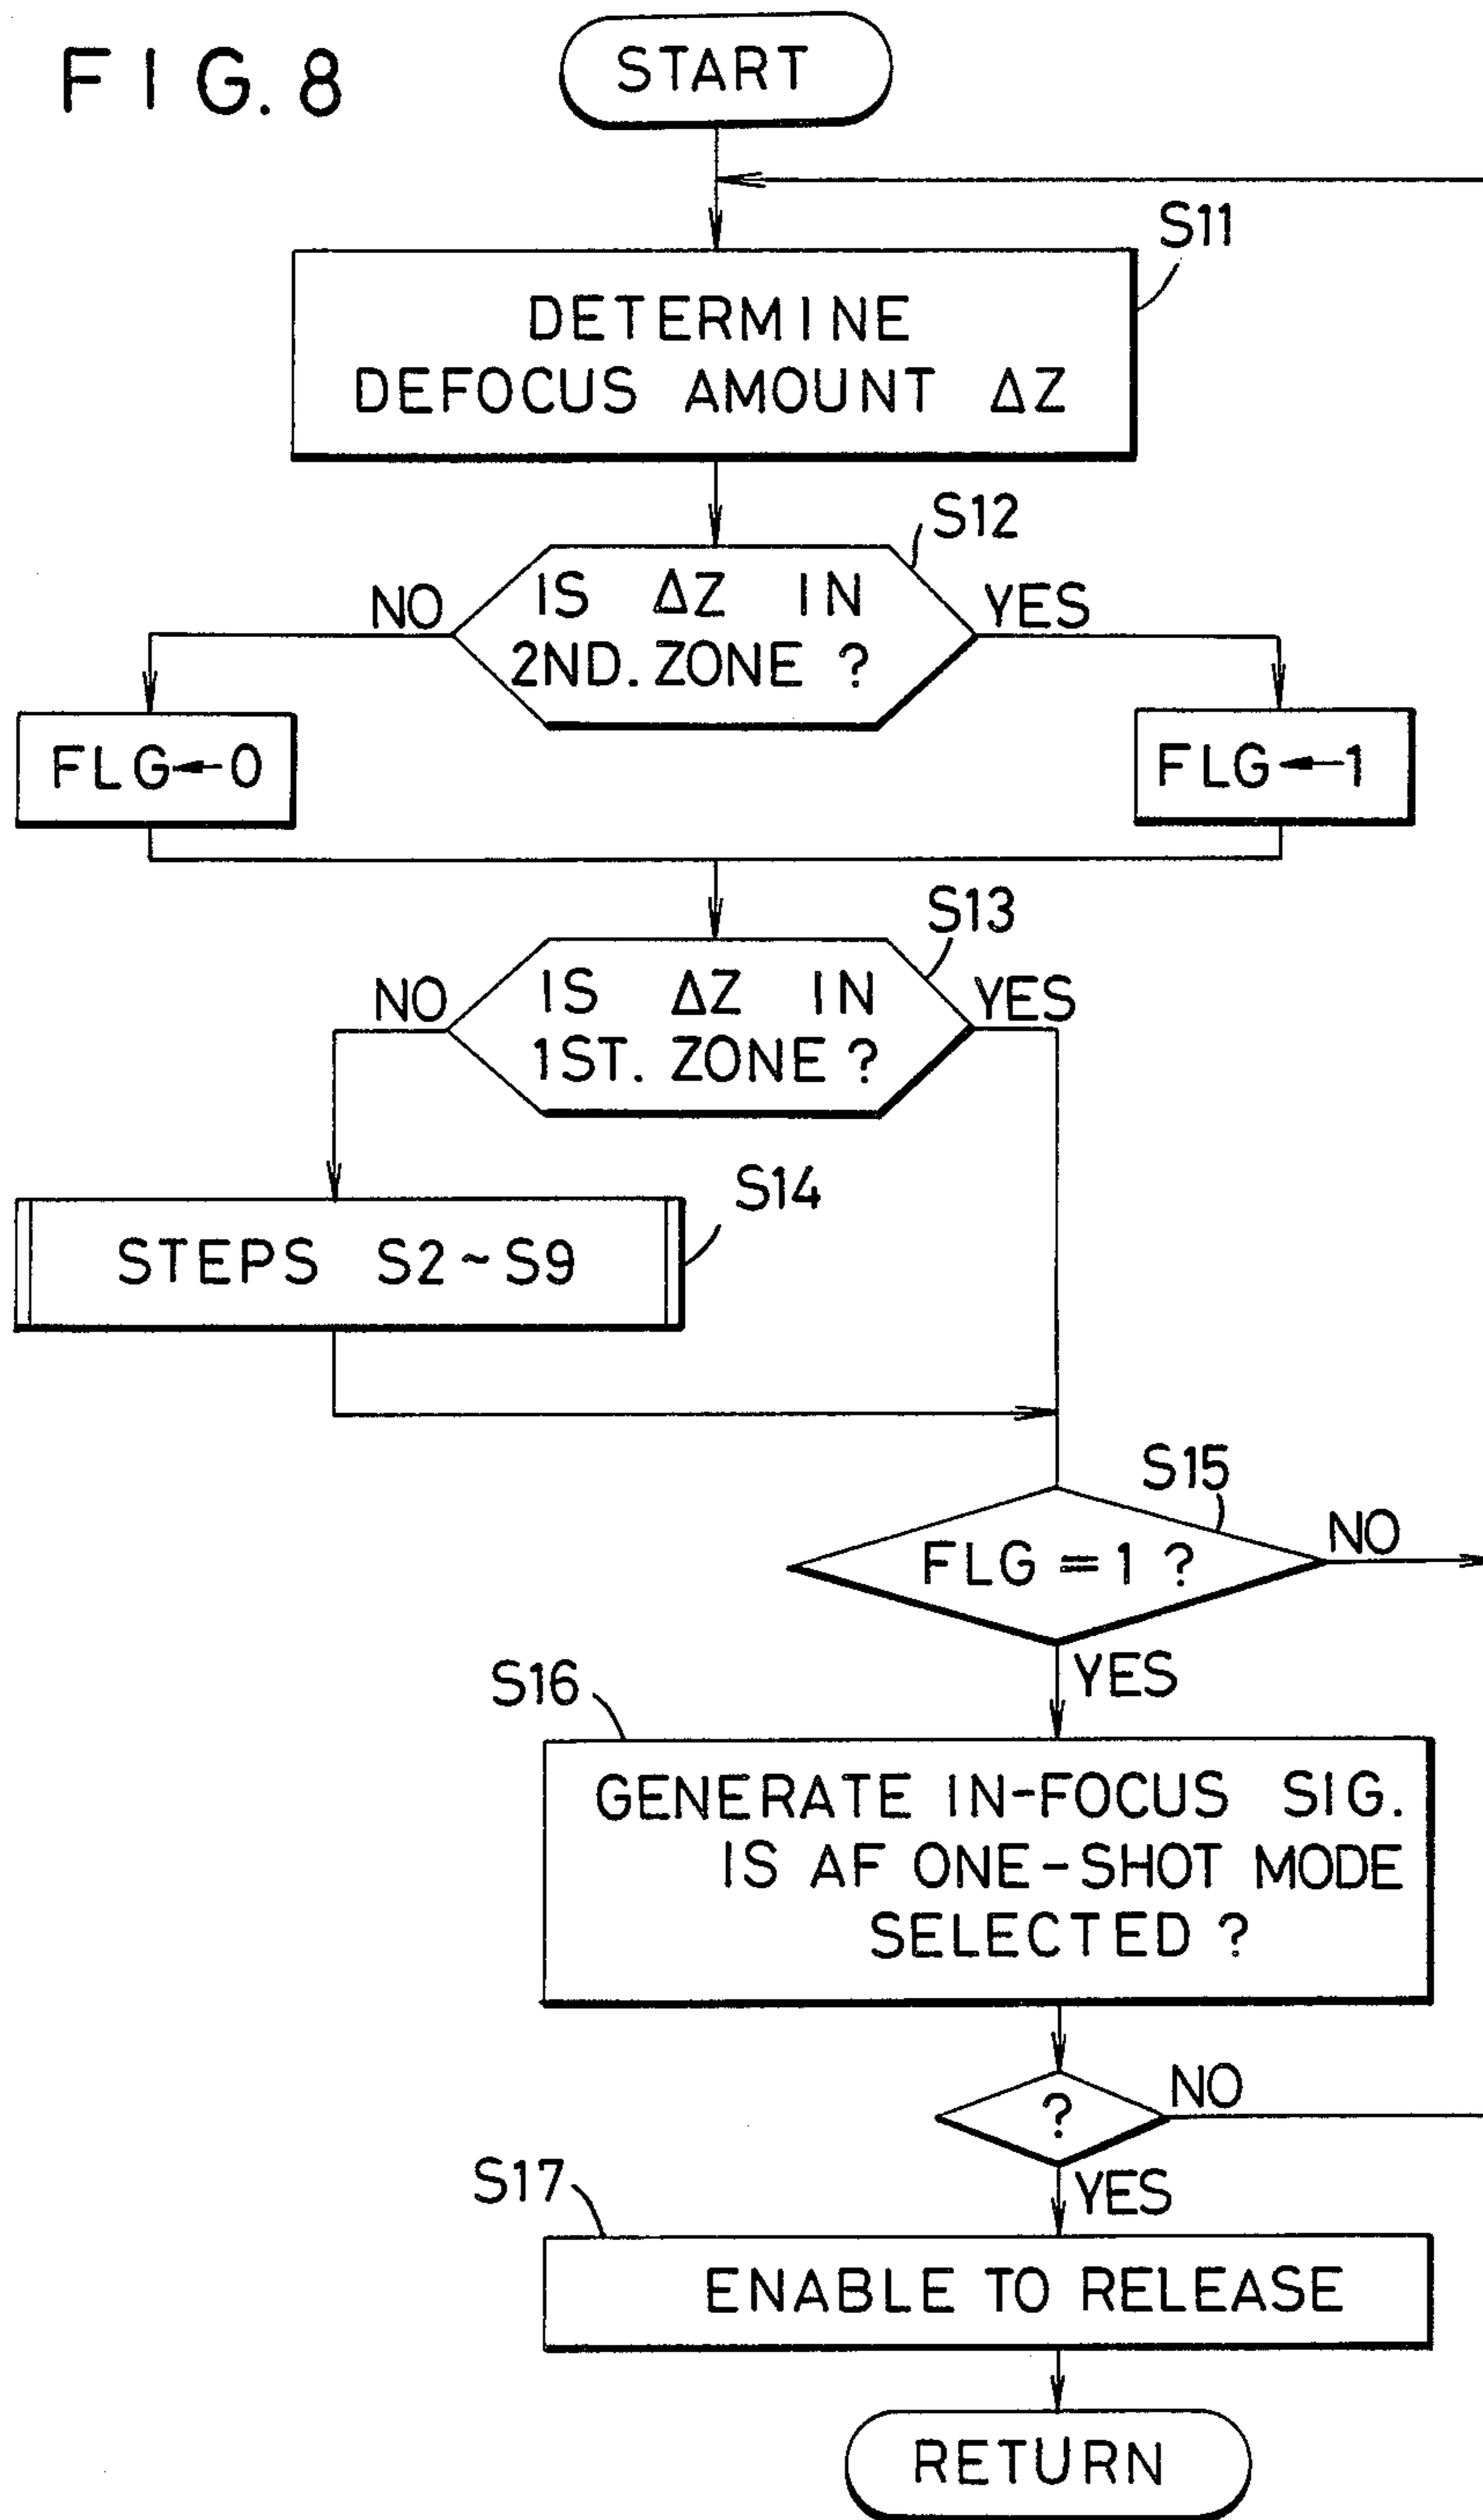 FIG. 8
START
S11
DETERMINE
DEFOCUS AMOUNT ΔZ
S12
NO
IS ΔZ IN
2ND. ZONE ?
YES
FLG←0
FLG←1
S13
NO
IS ΔZ IN
1ST. ZONE ?
YES
S14
STEPS S2~S9
S15
FLG=1 ?
NO
YES
S16
GENERATE IN-FOCUS SIG.
IS AF ONE-SHOT MODE
SELECTED ?
?
NO
YES
S17
ENABLE TO RELEASE
RETURN